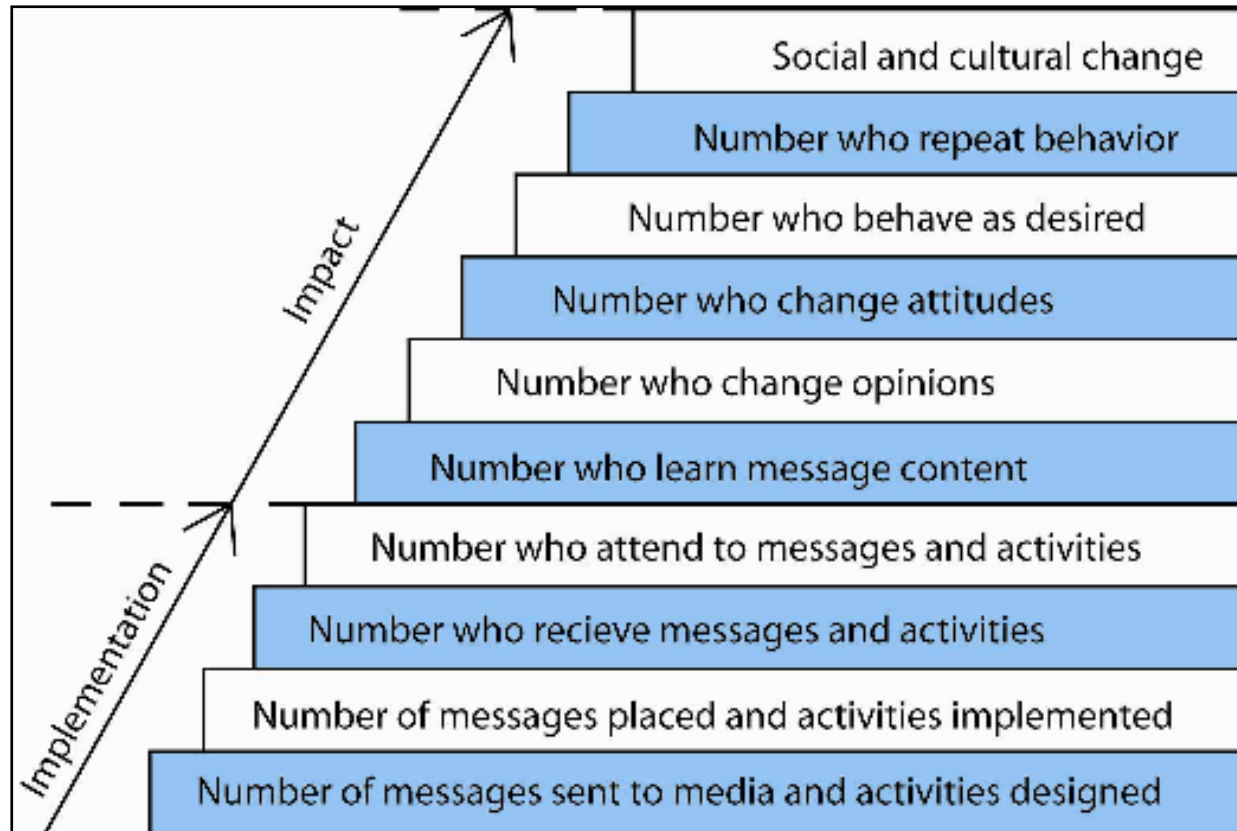 Social and cultural change
Number who repeat behavior
Number who behave as desired
Number who change attitudes
Number who change opinions
Number who learn message content
Number who attend to messages and activities
Number who recieve messages and activities
Number of messages placed and activities implemented
Number of messages sent to media and activities designed
Impact
Implementation